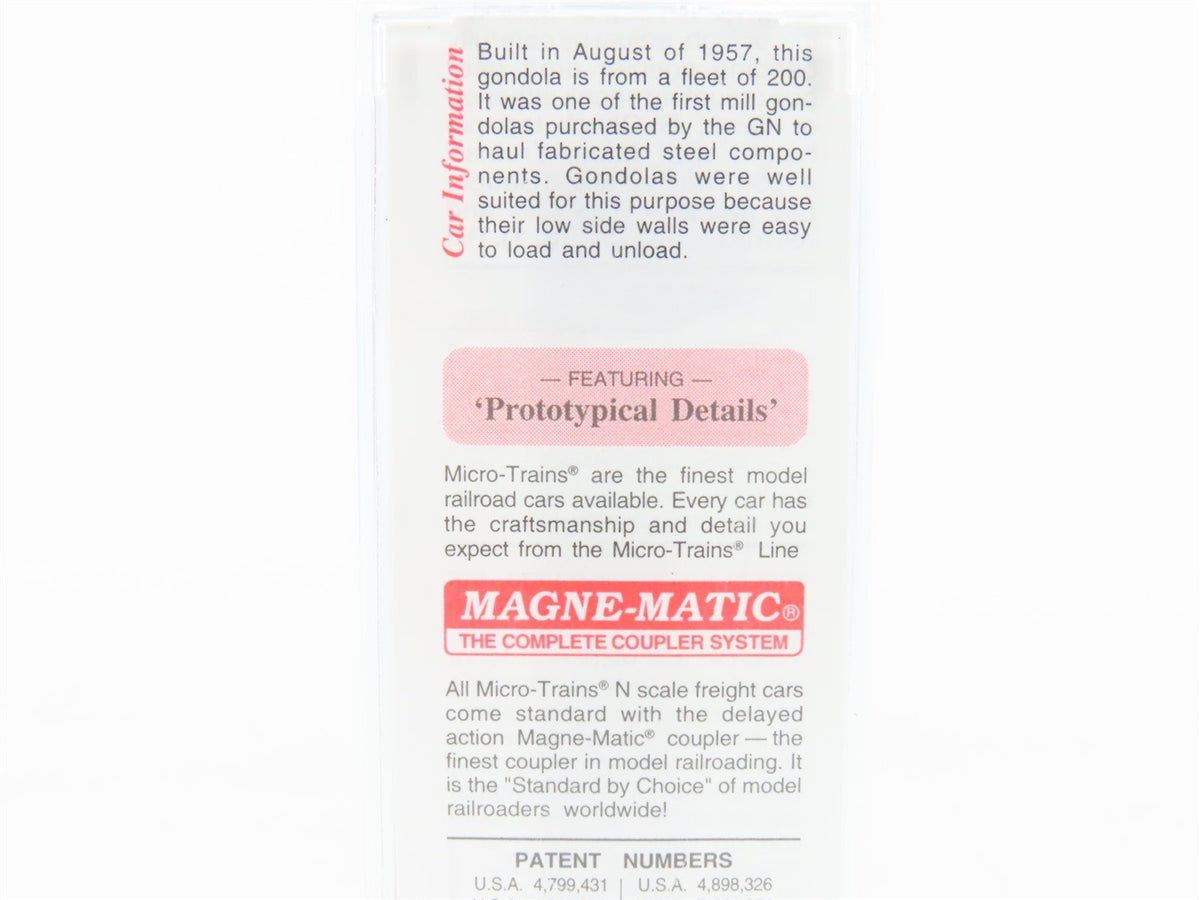 Car Information
Built in August of 1957, this
gondola is from a fleet of 200.
It was one of the first mill gon-
dolas purchased by the GN to
haul fabricated steel compo-
nents. Gondolas were well
suited for this purpose because
their low side walls were easy
to load and unload.
— FEATURING —
‘Prototypical Details’
Micro-Trains® are the finest model
railroad cars available. Every car has
the craftsmanship and detail you
expect from the Micro-Trains® Line
MAGNE-MATIC®
THE COMPLETE COUPLER SYSTEM
All Micro-Trains® N scale freight cars
come standard with the delayed
action Magne-Matic® coupler — the
finest coupler in model railroading. It
is the "Standard by Choice" of model
railroaders worldwide!
PATENT NUMBERS
U.S.A. 4,799,431 | U.S.A. 4,898,326